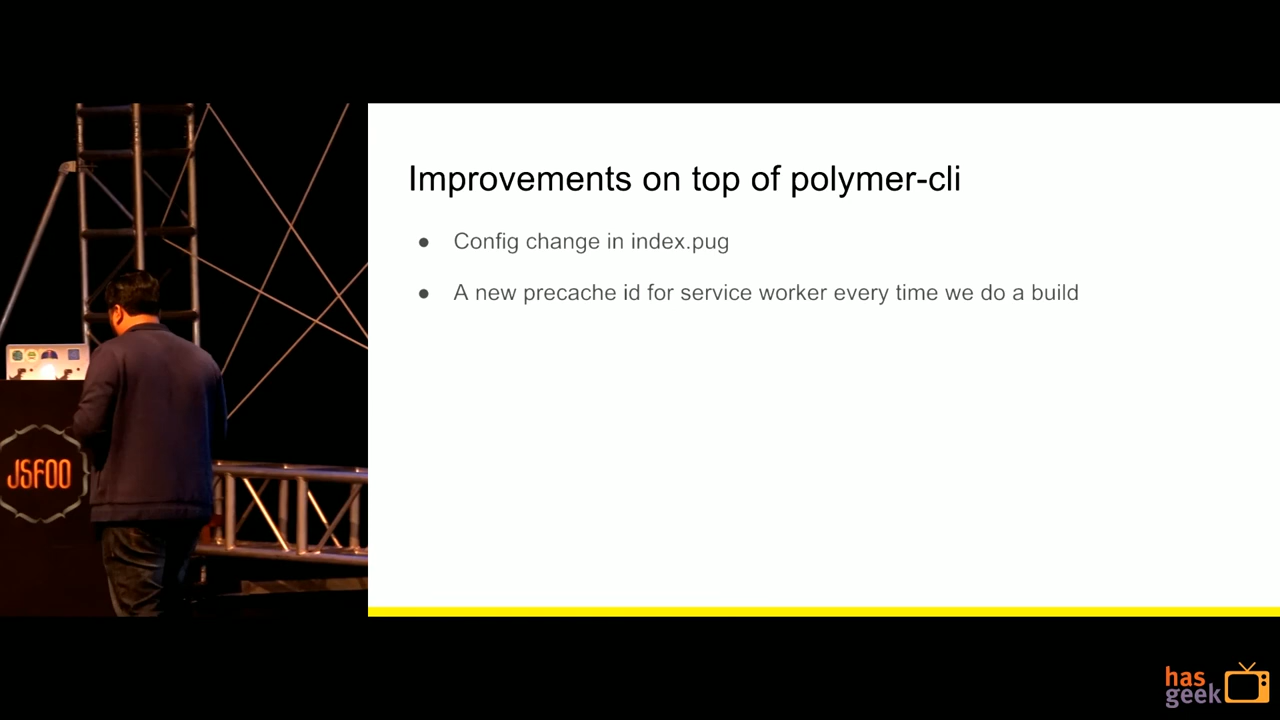 Improvements on top of polymer-cli
● Config change in index.pug
● A new precache id for service worker every time we do a build
JSFOO
has
geek